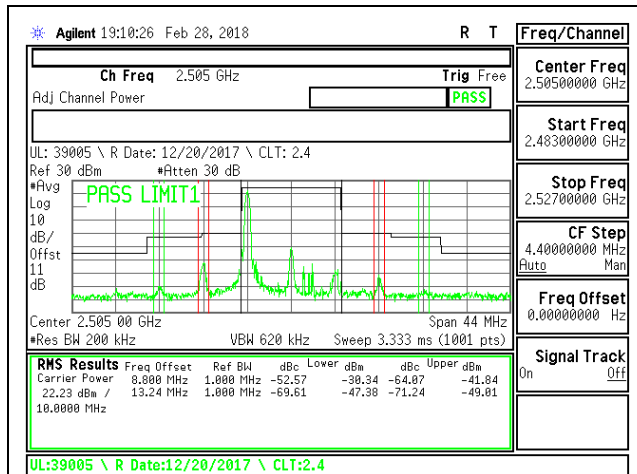 Agilent 19:10:26 Feb 28, 2018 R T
Freq/Channel
Ch Freq 2.505 GHz Trig Free
Adj Channel Power PASS
UL: 39005 \ R Date: 12/20/2017 \ CLT: 2.4
Ref 30 dBm #Atten 30 dB
#Avg
Log
10
dB/
Offst
11
dB
PASS LIMIT1
Center 2.505 00 GHz Span 44 MHz
#Res BW 200 kHz VBW 620 kHz Sweep 3.333 ms (1001 pts)
RMS Results Freq Offset Ref BW dBc Lower dBm dBc Upper dBm
Carrier Power 8.800 MHz 1.000 MHz -52.57 -30.34 -64.07 -41.84
22.23 dBm / 13.24 MHz 1.000 MHz -69.61 -47.38 -71.24 -49.01
10.0000 MHz
UL:39005 \ R Date:12/20/2017 \ CLT:2.4
Center Freq
2.50500000 GHz
Start Freq
2.48300000 GHz
Stop Freq
2.52700000 GHz
CF Step
4.40000000 MHz
Auto Man
Freq Offset
0.00000000 Hz
Signal Track
On Off